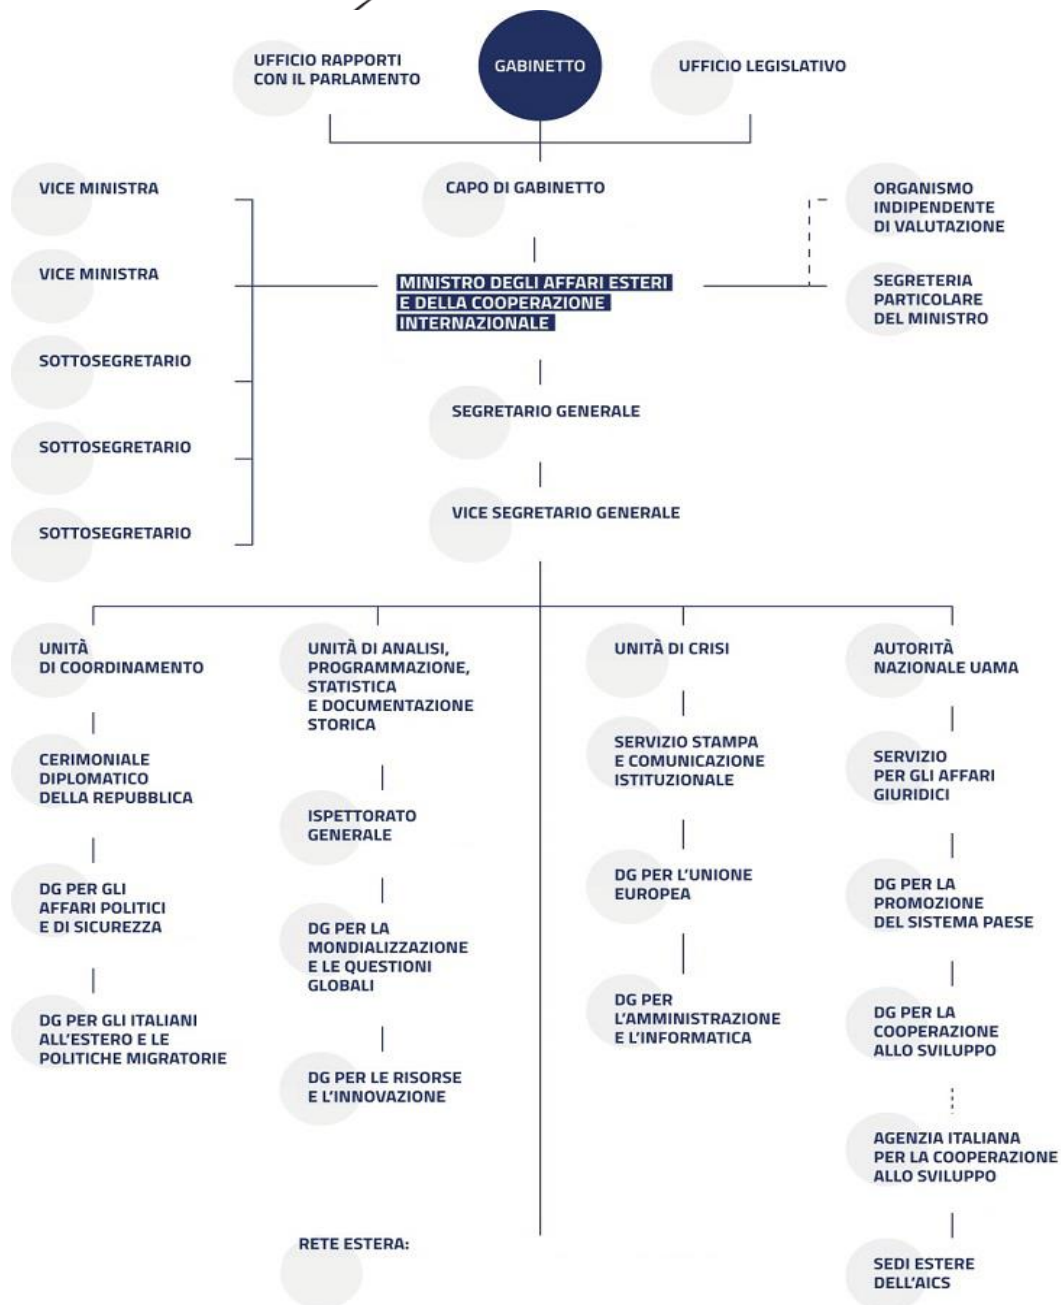 UFFICIO RAPPORTI
CON IL PARLAMENTO
GABINETTO
UFFICIO LEGISLATIVO
VICE MINISTRA
CAPO DI GABINETTO
ORGANISMO
INDIPENDENTE
DI VALUTAZIONE
VICE MINISTRA
MINISTRO DEGLI AFFARI ESTERI
E DELLA COOPERAZIONE
INTERNAZIONALE
SEGRETERIA
PARTICOLARE
DEL MINISTRO
SOTTOSEGRETARIO
SEGRETARIO GENERALE
SOTTOSEGRETARIO
VICE SEGRETARIO GENERALE
SOTTOSEGRETARIO
UNITÀ
DI COORDINAMENTO
CERIMONIALE
DIPLOMATICO
DELLA REPUBBLICA
DG PER GLI
AFFARI POLITICI
E DI SICUREZZA
DG PER GLI ITALIANI
ALL'ESTERO E LE
POLITICHE MIGRATORIE
UNITÀ DI ANALISI,
PROGRAMMAZIONE,
STATISTICA
E DOCUMENTAZIONE
STORICA
ISPETTORATO
GENERALE
DG PER LA
MONDIALIZZAZIONE
E LE QUESTIONI
GLOBALI
DG PER LE RISORSE
E L'INNOVAZIONE
UNITÀ DI CRISI
SERVIZIO STAMPA
E COMUNICAZIONE
ISTITUZIONALE
DG PER L'UNIONE
EUROPEA
DG PER
L'AMMINISTRAZIONE
E L'INFORMATICA
AUTORITÀ
NAZIONALE UAMA
SERVIZIO
PER GLI AFFARI
GIURIDICI
DG PER LA
PROMOZIONE
DEL SISTEMA PAESE
DG PER LA
COOPERAZIONE
ALLO SVILUPPO
AGENZIA ITALIANA
PER LA COOPERAZIONE
ALLO SVILUPPO
SEDI ESTERE
DELL'AICS
RETE ESTERA: